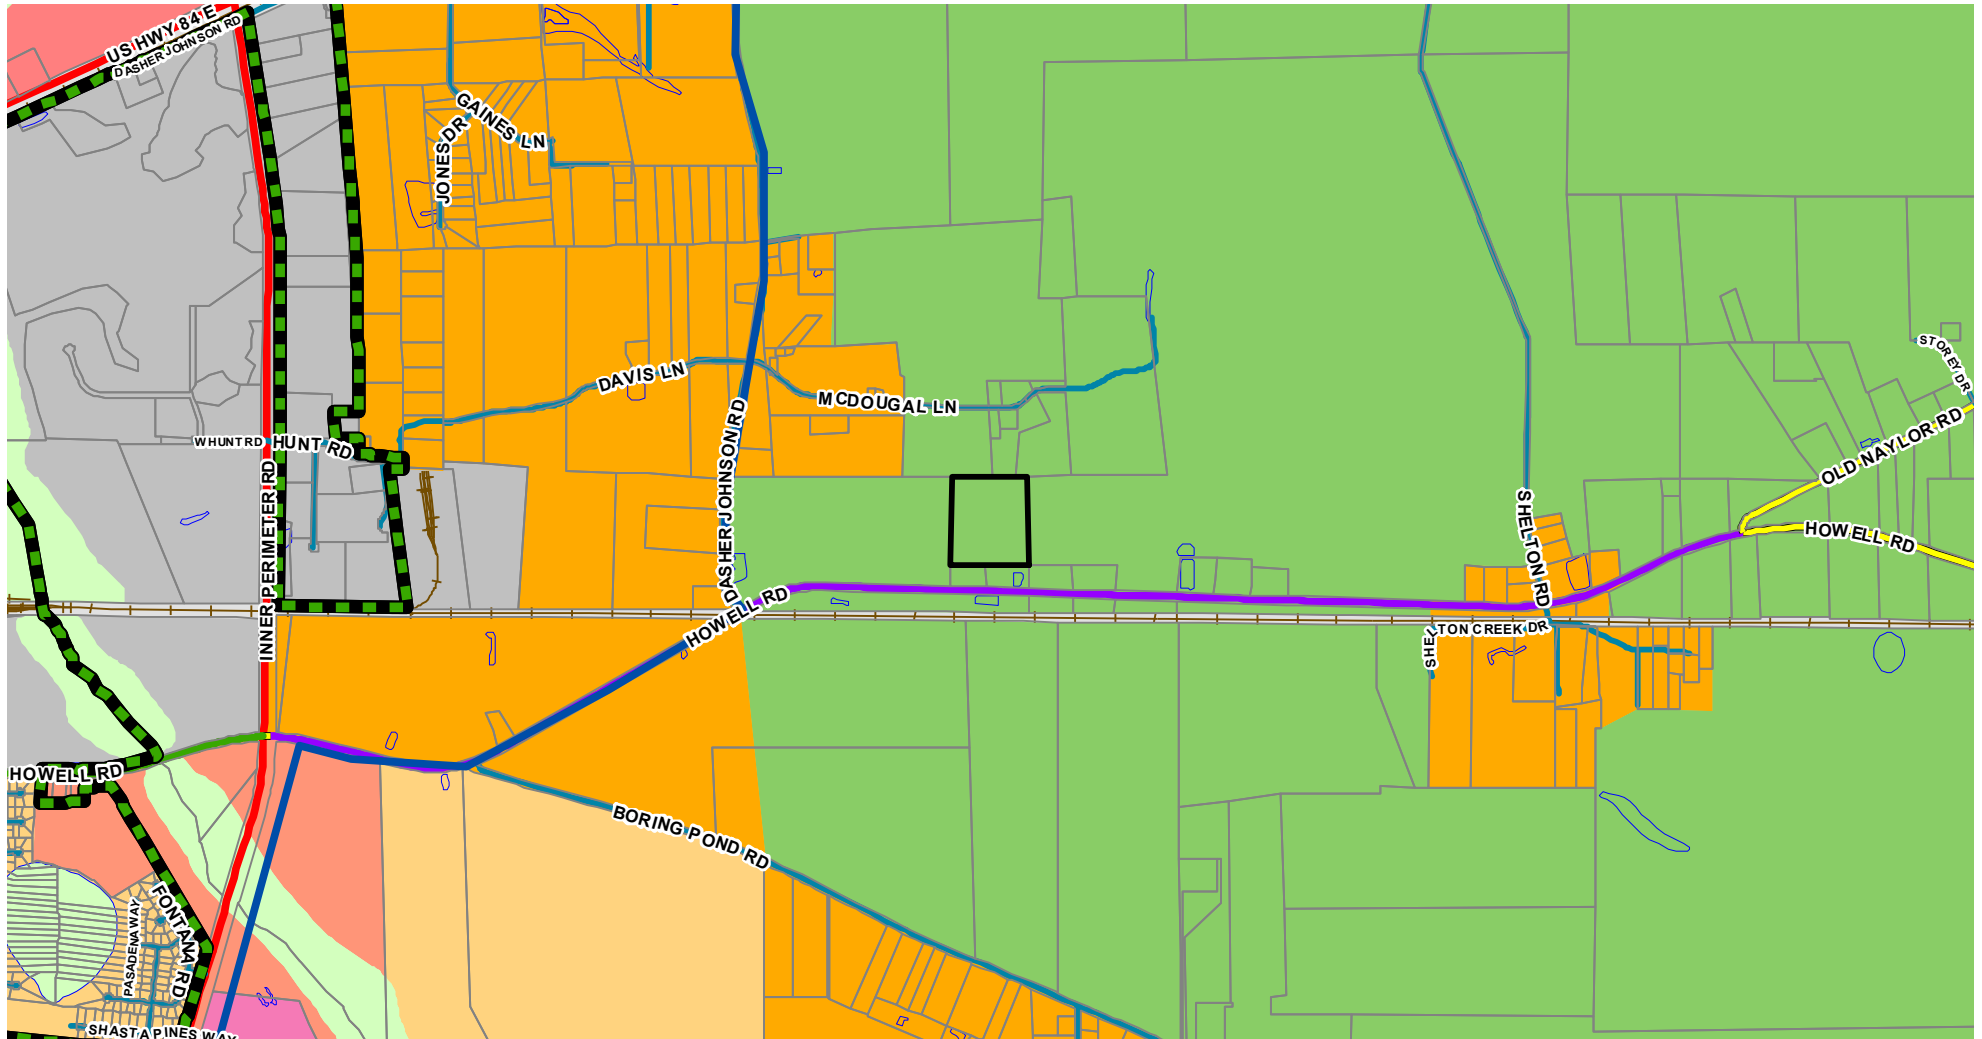 US HWY 84 E
DASHER JOHNSON RD
GAINES LN
JONES DR
STOREY DR
DAVIS LN
MCDOUGAL LN
OLD NAYLOR RD
W HUNT RD
HUNT RD
DASHER JOHNSON RD
INNER PERIMETER RD
SHELTON RD
HOWELL RD
HOWELL RD
SHELTON CREEK DR
HOWELL RD
BORING POND RD
FONTANA RD
PASADENA WAY
SHASTA PINES WAY